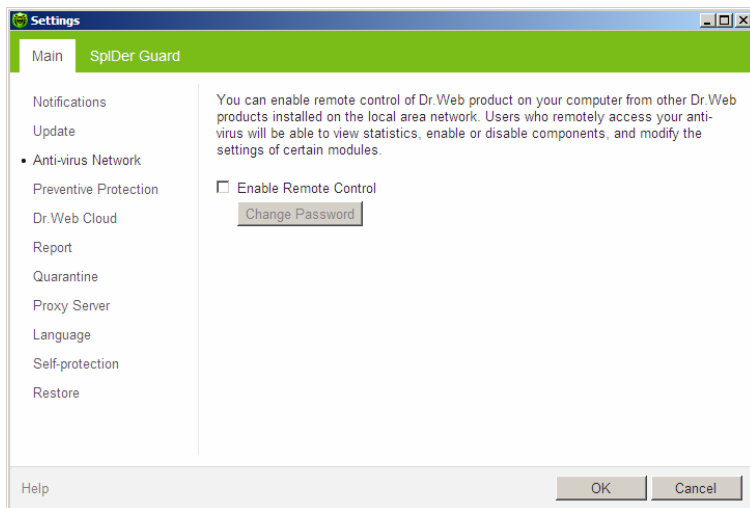 Settings
Main SpIDer Guard
Notifications
Update
Anti-virus Network
Preventive Protection
Dr.Web Cloud
Report
Quarantine
Proxy Server
Language
Self-protection
Restore
You can enable remote control of Dr.Web product on your computer from other Dr.Web
products installed on the local area network. Users who remotely access your anti-
virus will be able to view statistics, enable or disable components, and modify the
settings of certain modules.
Enable Remote Control
Change Password
Help OK Cancel